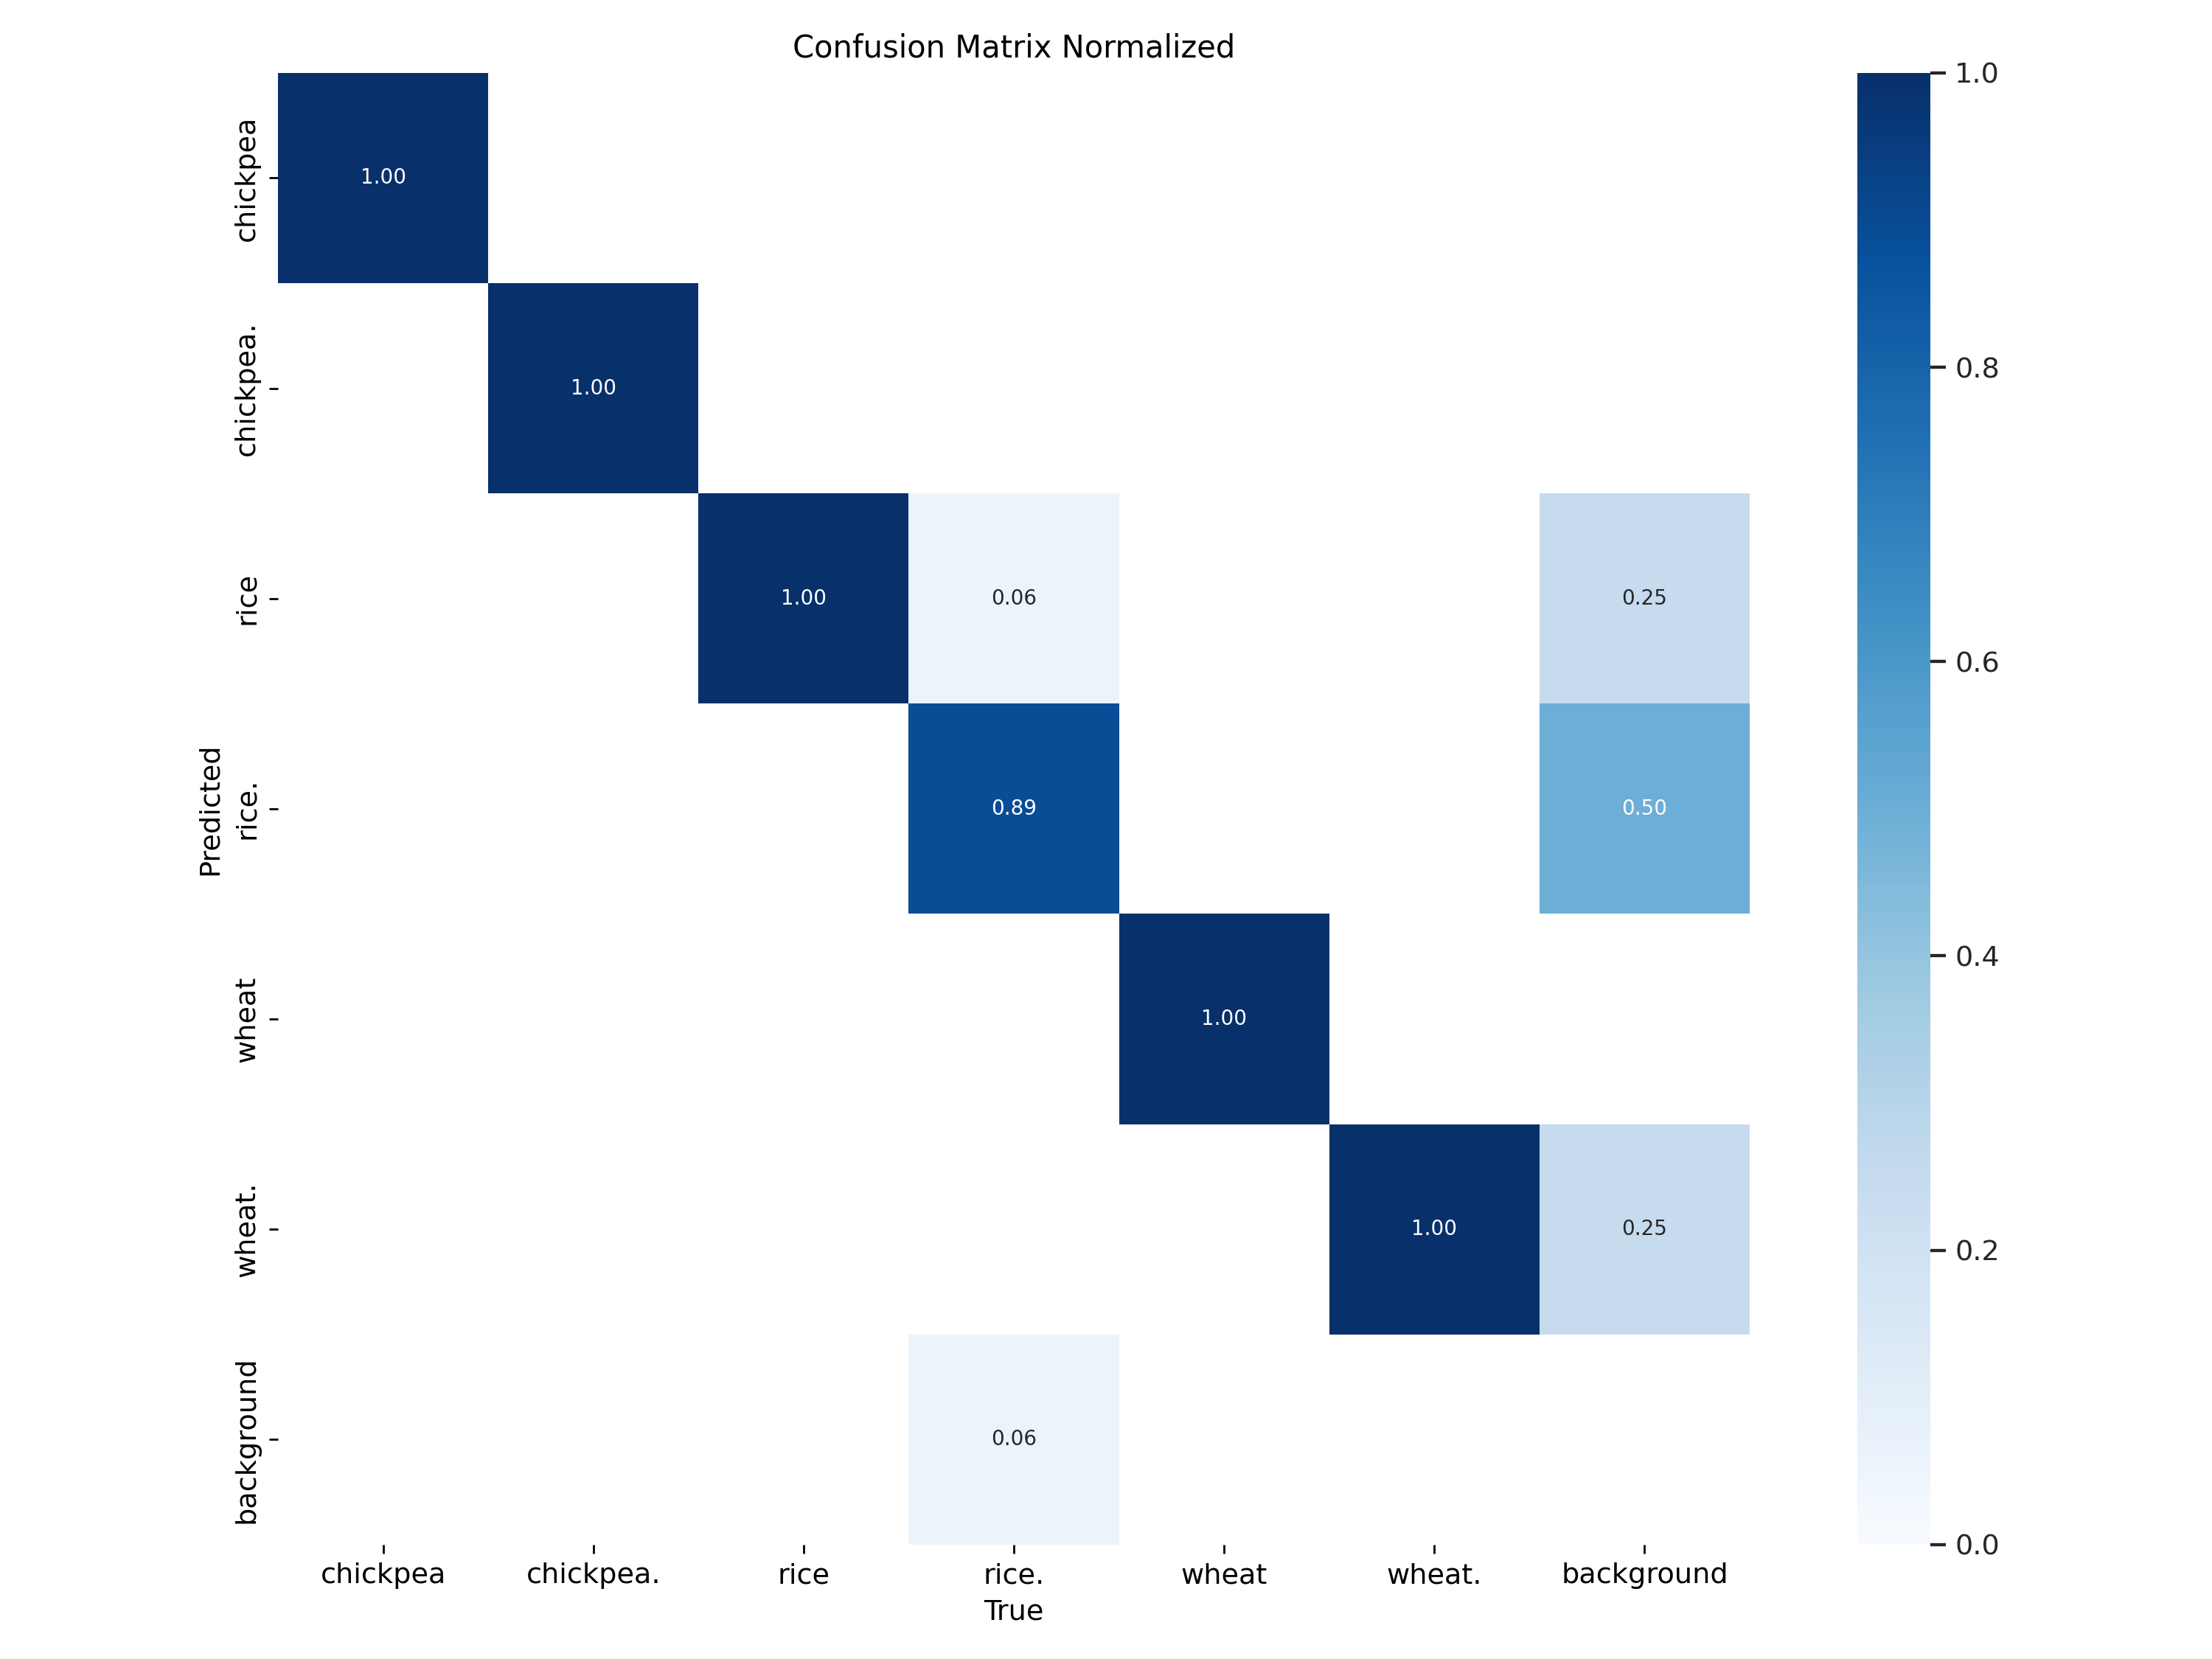 Confusion Matrix Normalized
1.0
chickpea
1.00
0.8
chickpea.
1.00
0.6
rice
1.00 0.06 0.25
Predicted
rice.
0.89 0.50
0.4
wheat
1.00
0.2
wheat.
1.00 0.25
background
0.06
0.0
chickpea chickpea. rice rice. wheat wheat. background
True